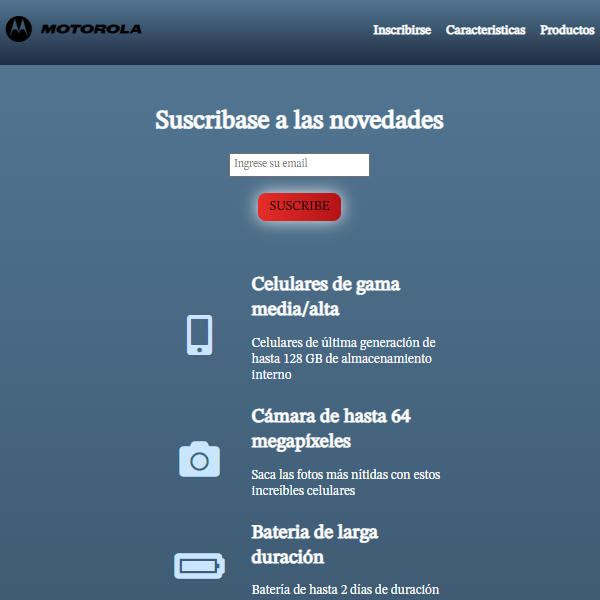 MOTOROLA
Inscribirse Caracteristicas Productos
Suscribase a las novedades
Ingrese su email
SUSCRIBE
Celulares de gama
media/alta
Celulares de última generación de
hasta 128 GB de almacenamiento
interno
Cámara de hasta 64
megapíxeles
Saca las fotos más nítidas con estos
increíbles celulares
Bateria de larga
duración
Batería de hasta 2 días de duración